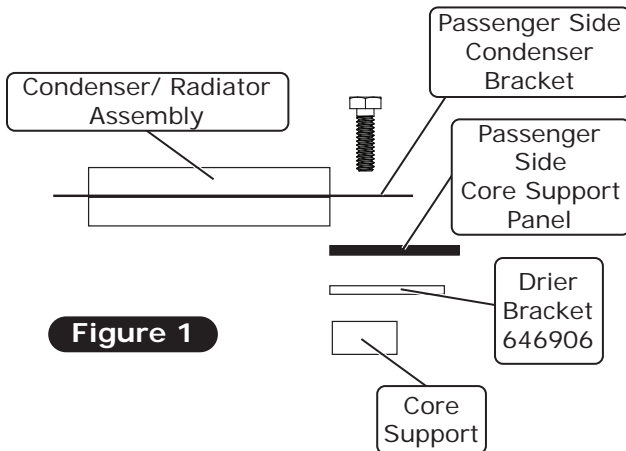 Passenger Side
Condenser
Bracket
Condenser/ Radiator
Assembly
Passenger
Side
Core Support
Panel
Drier
Bracket
646906
Figure 1
Core
Support